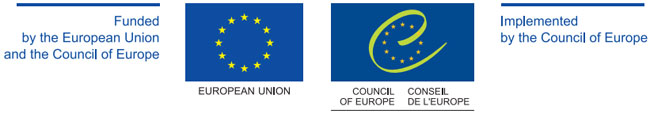 Funded
by the European Union
and the Council of Europe
EUROPEAN UNION
COUNCIL CONSEIL
OF EUROPE DE L'EUROPE
Implemented
by the Council of Europe